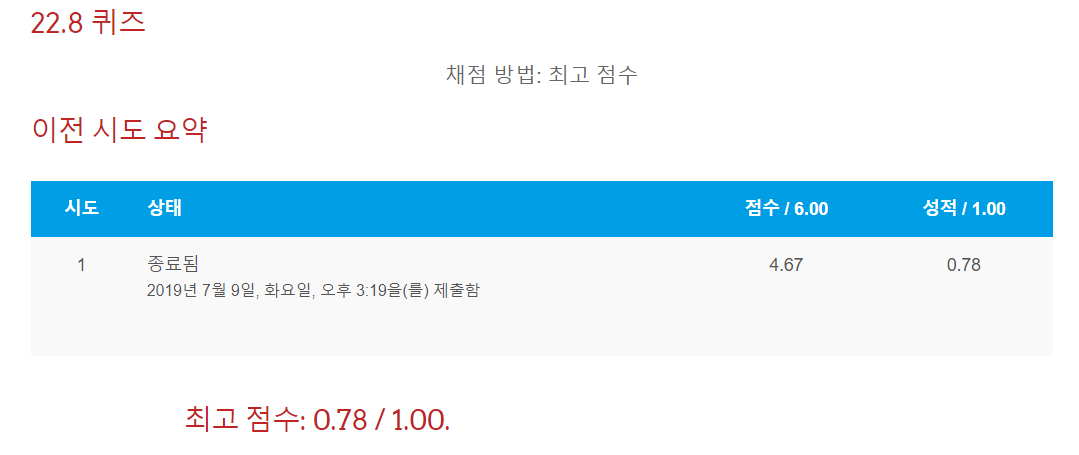 22.8 퀴즈
채점 방법: 최고 점수
이전 시도 요약
시도 상태 점수 / 6.00 성적 / 1.00
1 종료됨 4.67 0.78
2019년 7월 9일, 화요일, 오후 3:19을(를) 제출함
최고 점수: 0.78 / 1.00.